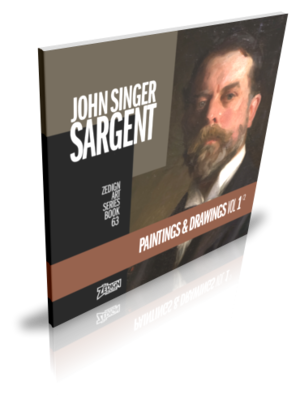 JOHN SINGER
SARGENT
ZEDIGN
ART
SERIES
BOOK
63
PAINTINGS & DRAWINGS VOL 1